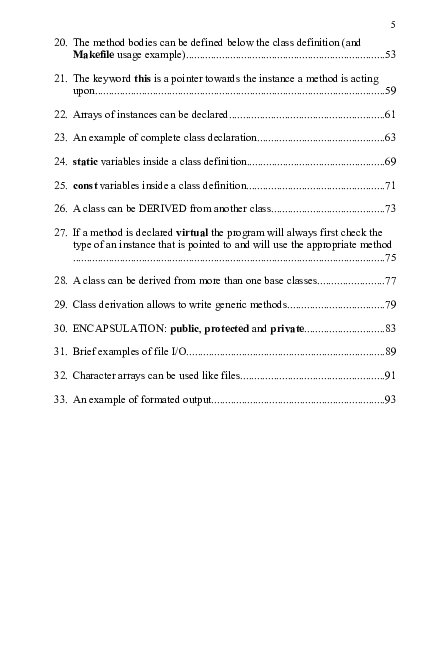 5
20. The method bodies can be defined below the class definition (and
Makefile usage example)..........................................................................53
21. The keyword this is a pointer towards the instance a method is acting
upon............................................................................................................59
22. Arrays of instances can be declared.........................................................61
23. An example of complete class declaration...............................................63
24. static variables inside a class definition...................................................69
25. const variables inside a class definition...................................................71
26. A class can be DERIVED from another class..........................................73
27. If a method is declared virtual the program will always first check the
type of an instance that is pointed to and will use the appropriate method
....................................................................................................................75
28. A class can be derived from more than one base classes.........................77
29. Class derivation allows to write generic methods....................................79
30. ENCAPSULATION: public, protected and private.............................83
31. Brief examples of file I/O........................................................................89
32. Character arrays can be used like files.....................................................91
33. An example of formated output...............................................................93